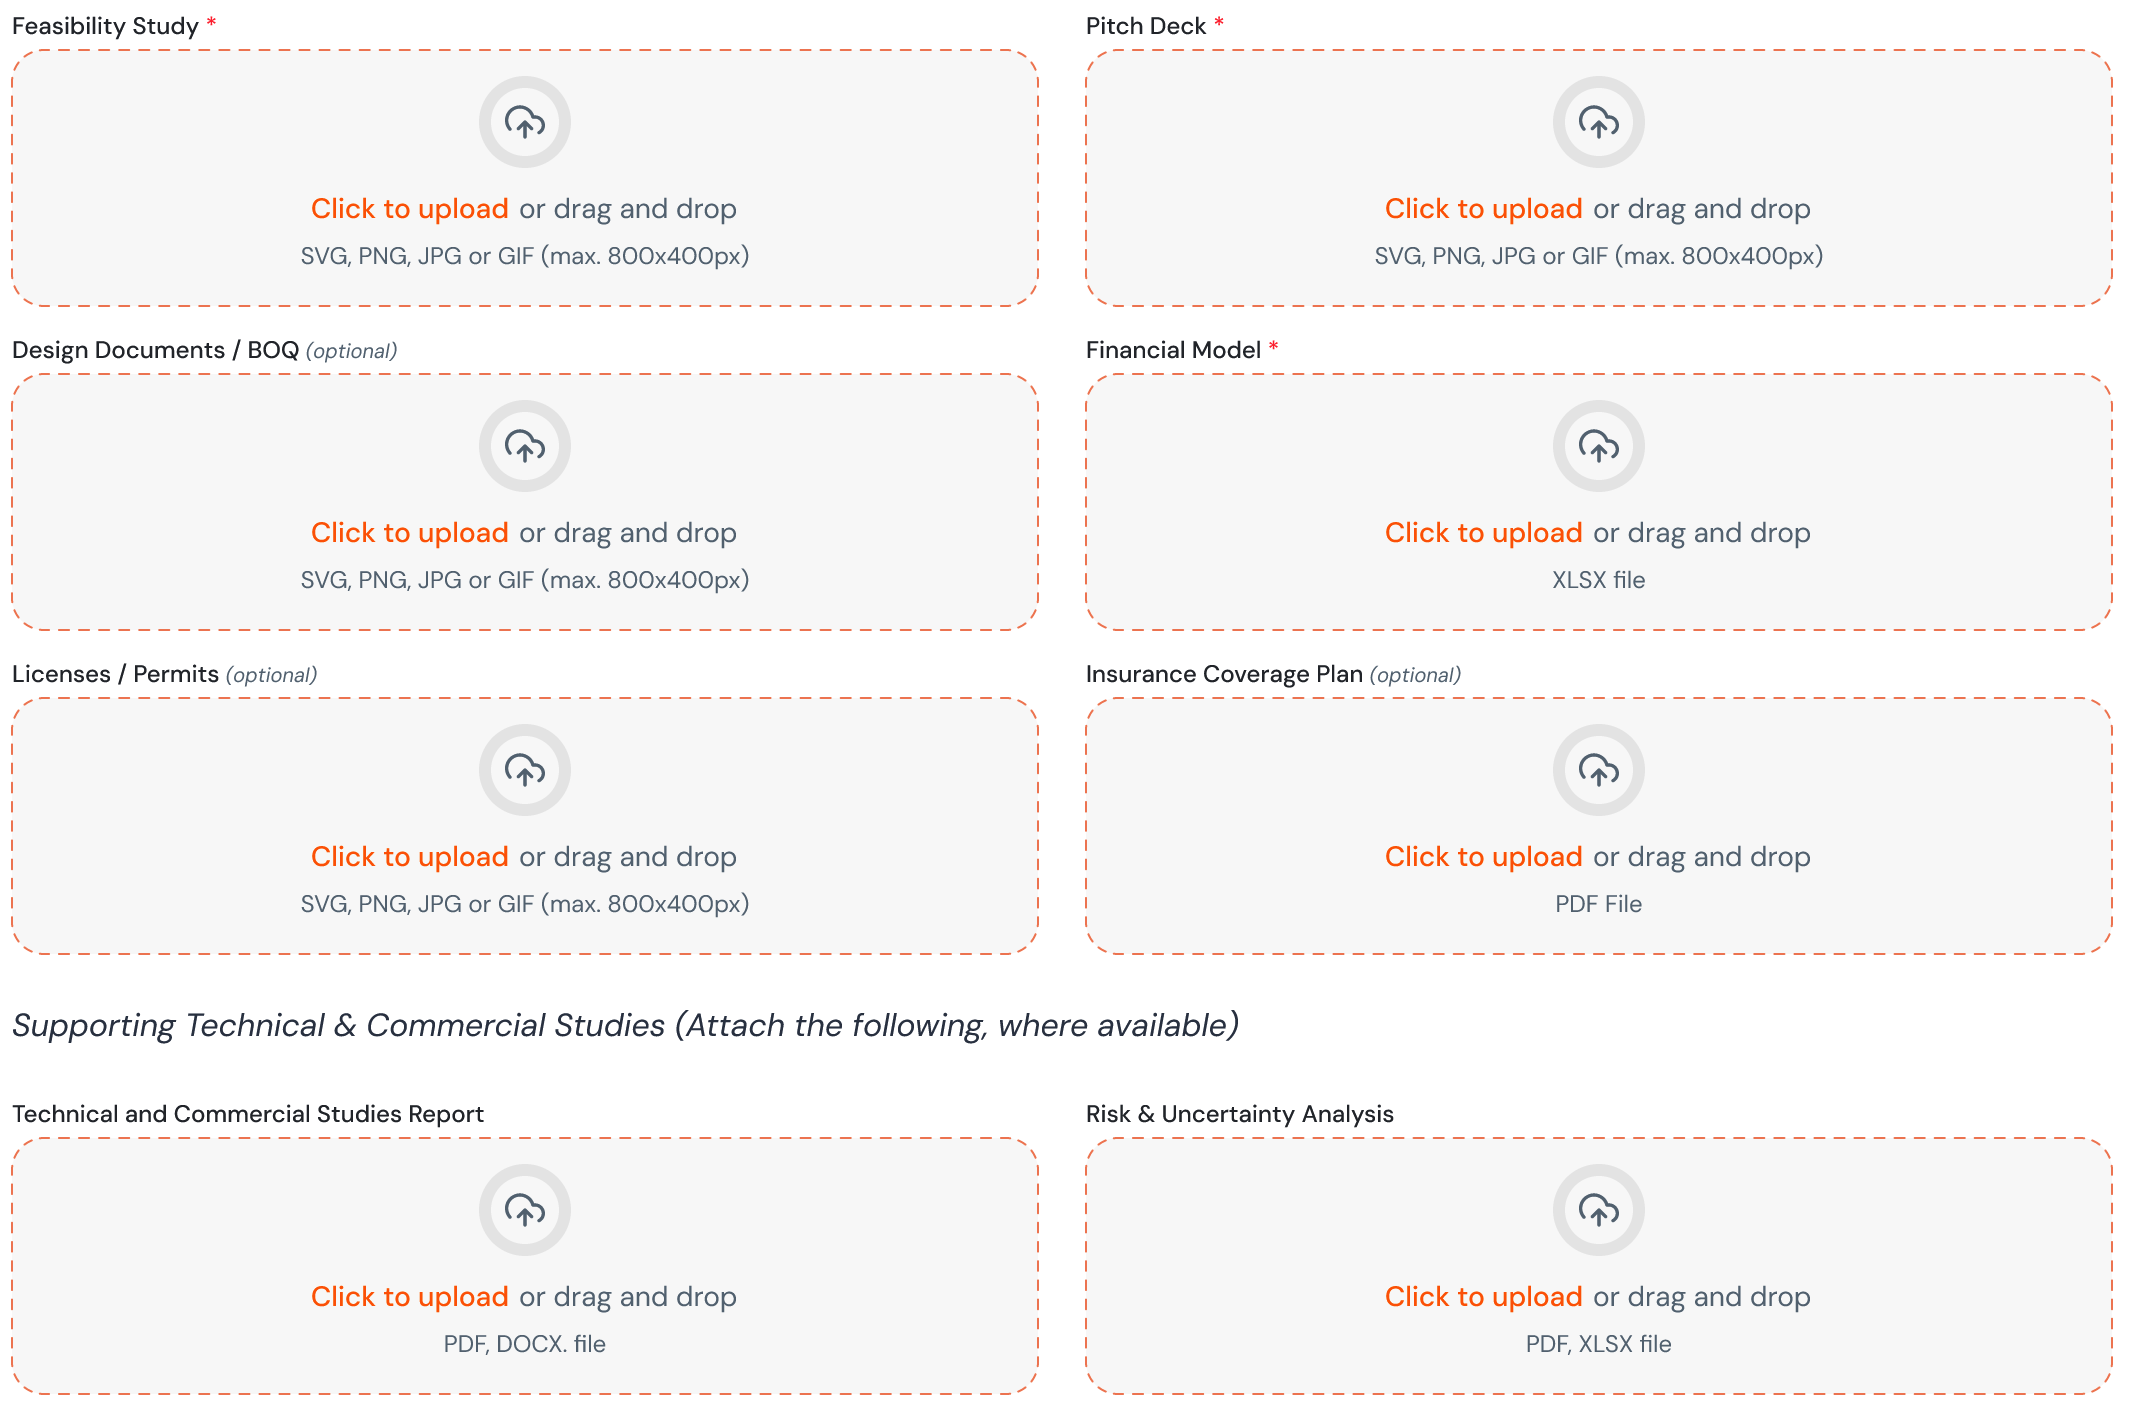 Feasibility Study *
Click to upload or drag and drop
SVG, PNG, JPG or GIF (max. 800x400px)
Pitch Deck *
Click to upload or drag and drop
SVG, PNG, JPG or GIF (max. 800x400px)
Design Documents / BOQ (optional)
Click to upload or drag and drop
SVG, PNG, JPG or GIF (max. 800x400px)
Financial Model *
Click to upload or drag and drop
XLSX file
Licenses / Permits (optional)
Click to upload or drag and drop
SVG, PNG, JPG or GIF (max. 800x400px)
Insurance Coverage Plan (optional)
Click to upload or drag and drop
PDF File
Supporting Technical & Commercial Studies (Attach the following, where available)
Technical and Commercial Studies Report
Click to upload or drag and drop
PDF, DOCX. file
Risk & Uncertainty Analysis
Click to upload or drag and drop
PDF, XLSX file